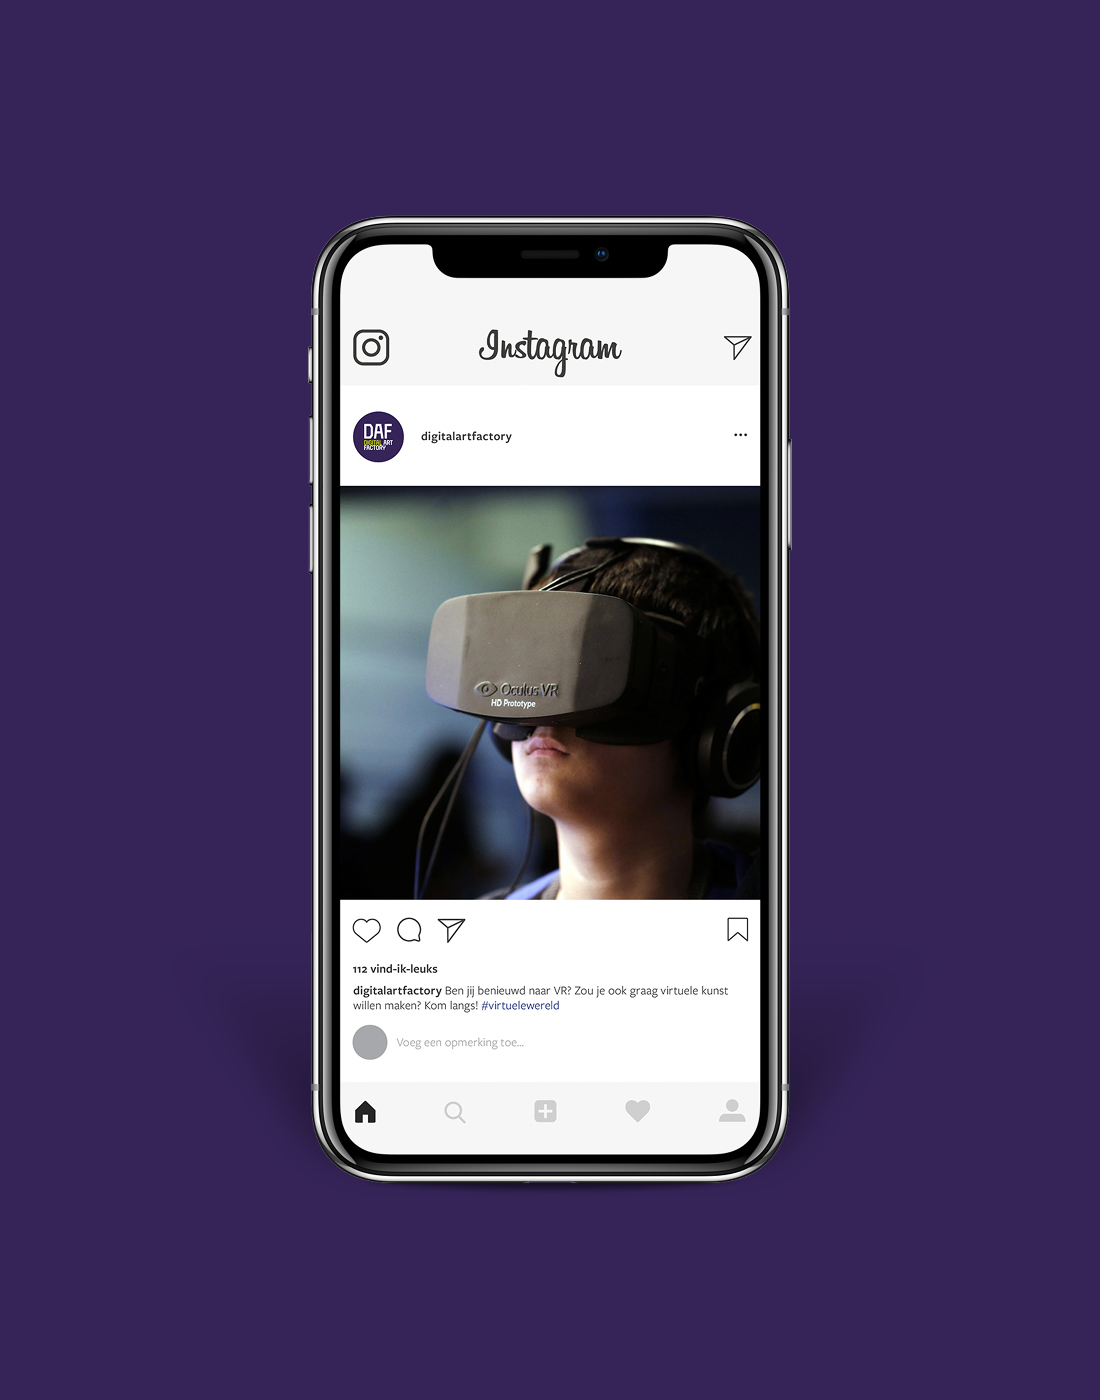 Instagram
DAF
DIGITAL ART
FACTORY
digitalartfactory
Oculus VR
HD Prototype
112 vind-ik-leuks
digitalartfactory Ben jij benieuwd naar VR? Zou je ook graag virtuele kunst
willen maken? Kom langs! #virtuelewereld
Voeg een opmerking toe...